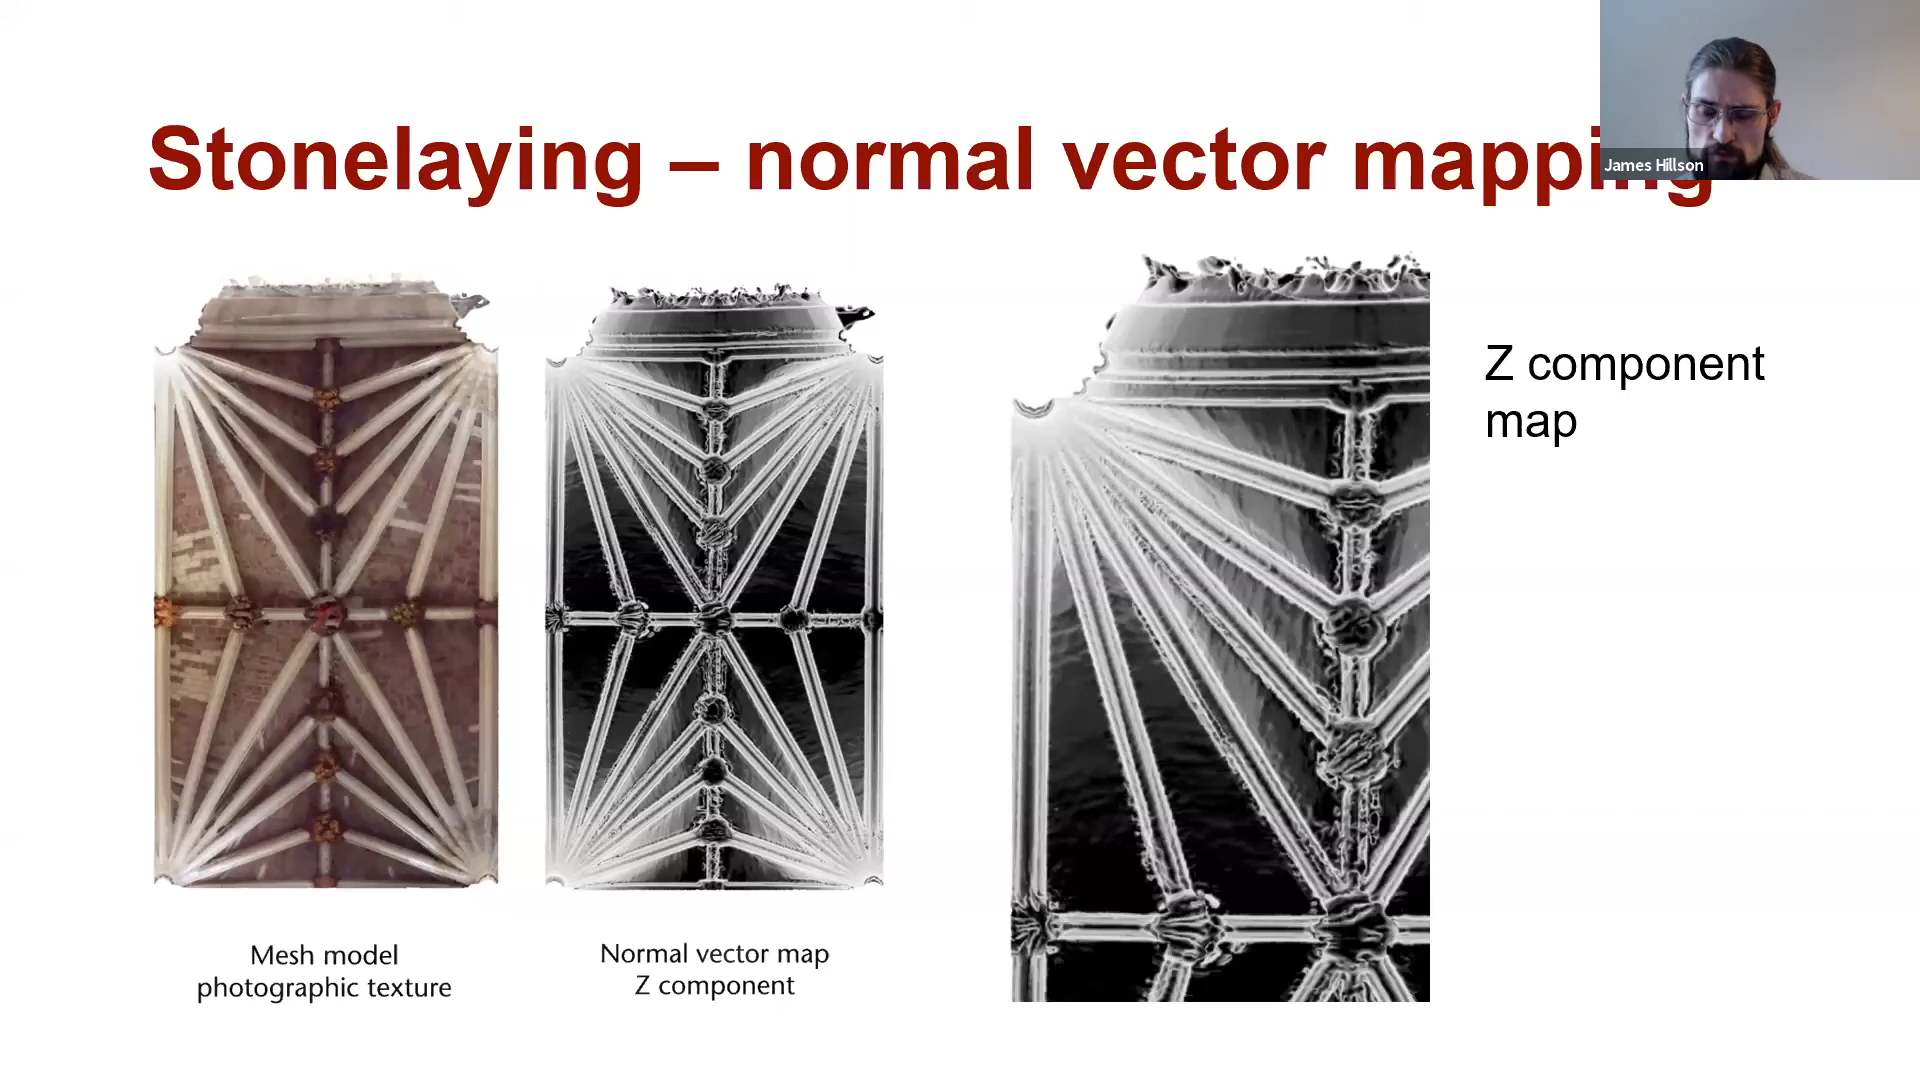 Stonelaying – normal vector mapping
James Hillson
Z component
map
Mesh model
photographic texture
Normal vector map
Z component